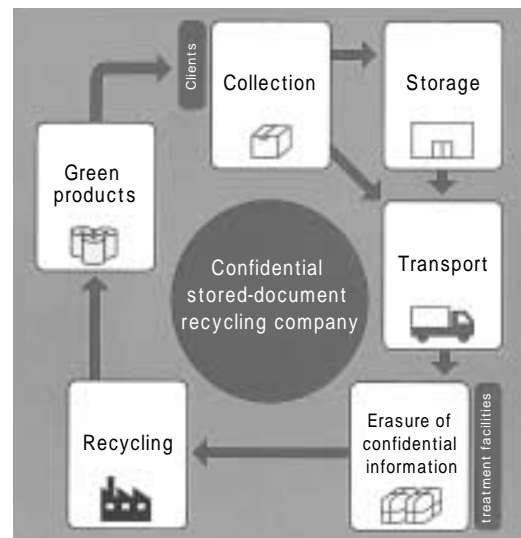 Clients
Collection
Storage
Green
products
Confidential
stored-document
recycling company
Transport
Recycling
Erasure of
confidential
information
treatment facilities